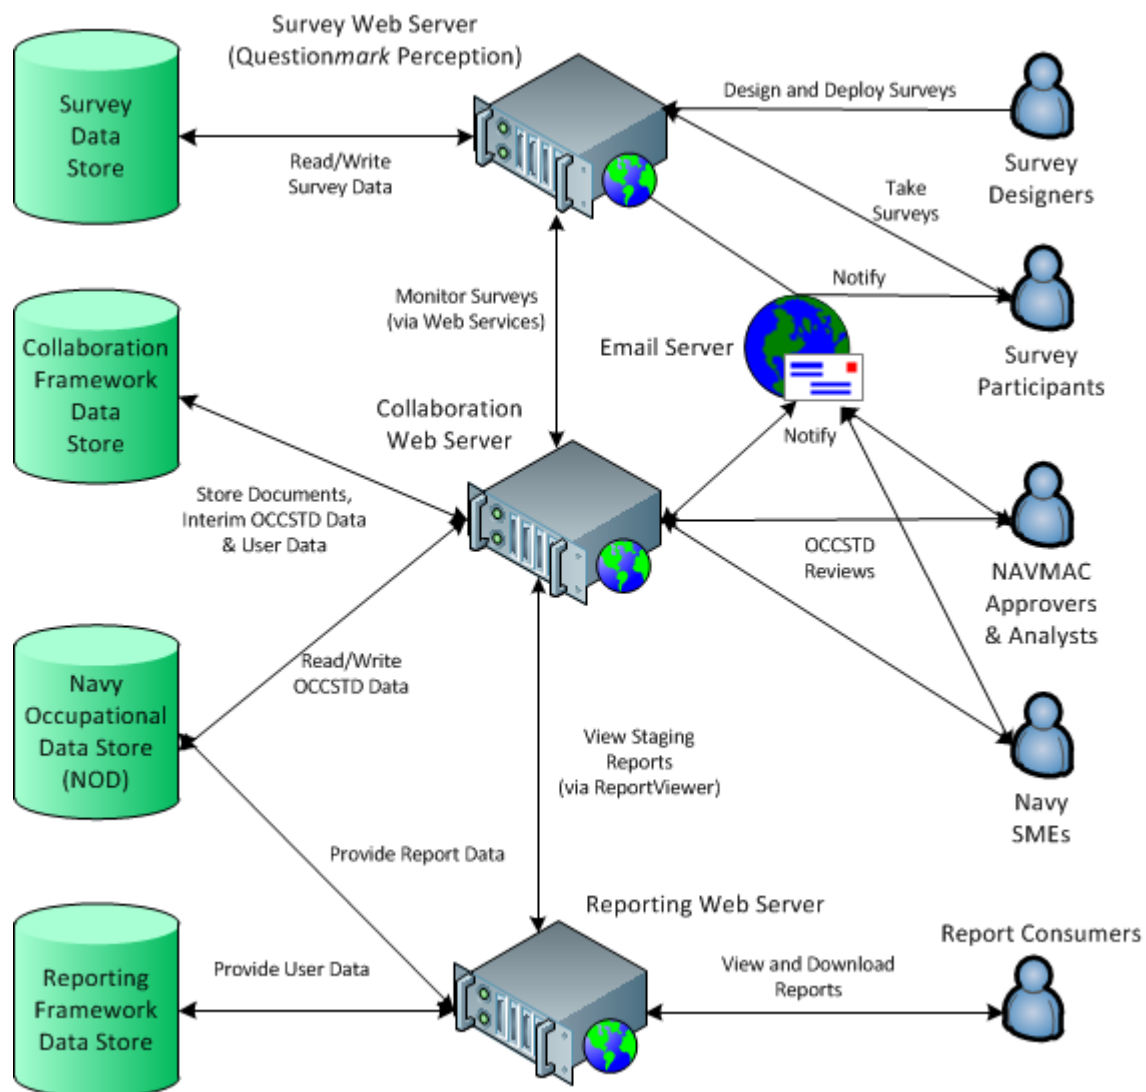 Survey Web Server
(Questionmark Perception)
Survey
Data
Store
Read/Write
Survey Data
Design and Deploy Surveys
Survey
Designers
Take
Surveys
Notify
Survey
Participants
Monitor Surveys
(via Web Services)
Email Server
Collaboration
Framework
Data
Store
Collaboration
Web Server
Notify
Store Documents,
Interim OCCSTD Data
& User Data
OCCSTD
Reviews
NAVMAC
Approvers
& Analysts
Navy
Occupational
Data Store
(NOD)
Read/Write
OCCSTD Data
View Staging
Reports
(via ReportViewer)
Navy
SMEs
Provide Report Data
Reporting Web Server
Report Consumers
Reporting
Framework
Data Store
Provide User Data
View and Download
Reports